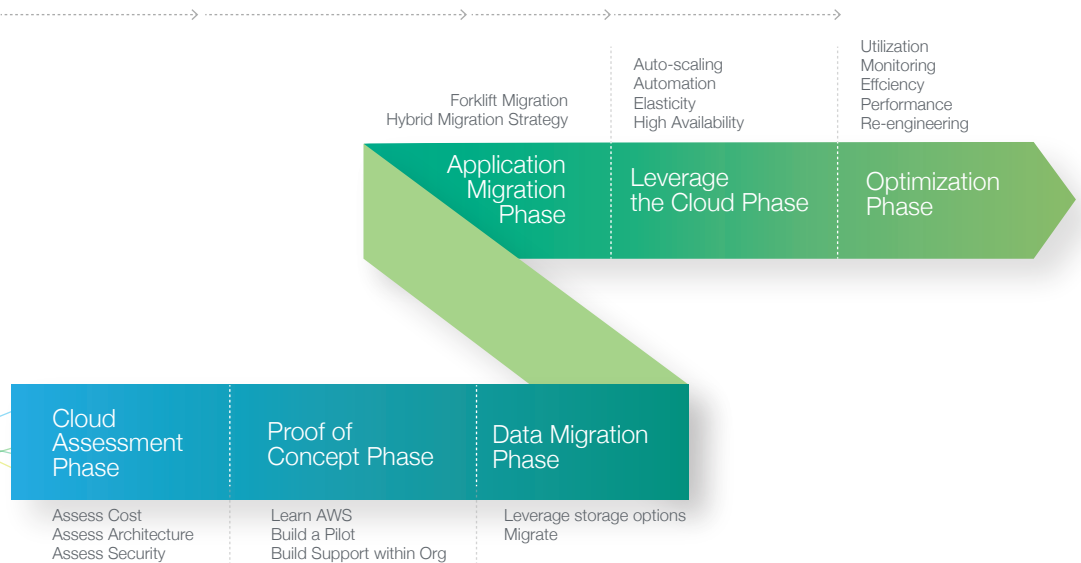 Forklift Migration
Hybrid Migration Strategy
Auto-scaling
Automation
Elasticity
High Availability
Utilization
Monitoring
Effciency
Performance
Re-engineering
Application
Migration
Phase
Leverage
the Cloud Phase
Optimization
Phase
Cloud
Assessment
Phase
Proof of
Concept Phase
Data Migration
Phase
Assess Cost
Assess Architecture
Assess Security
Learn AWS
Build a Pilot
Build Support within Org
Leverage storage options
Migrate